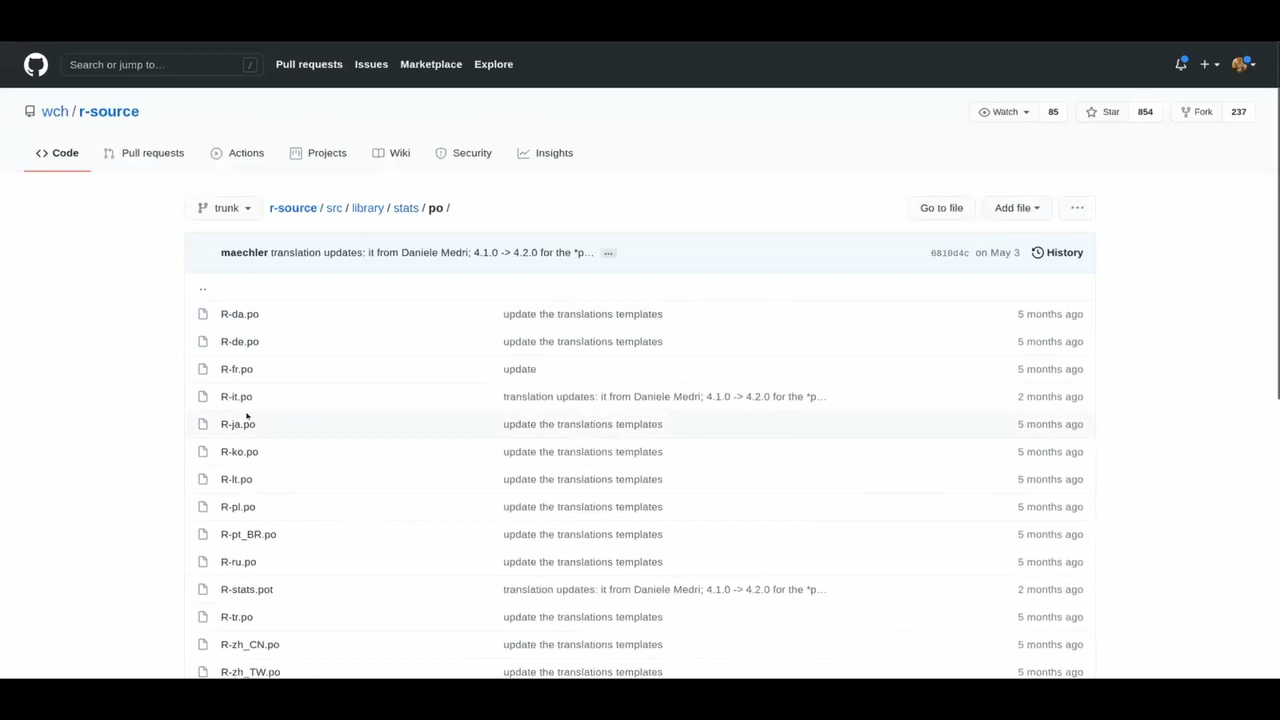 Search or jump to... / Pull requests Issues Marketplace Explore
wch / r-source Watch 85 Star 854 Fork 237
Code Pull requests Actions Projects Wiki Security Insights
trunk r-source / src / library / stats / po / Go to file Add file ...
maechler translation updates: it from Daniele Medri; 4.1.0 -> 4.2.0 for the *p... ... 6810d4c on May 3 History
..
R-da.po update the translations templates 5 months ago
R-de.po update the translations templates 5 months ago
R-fr.po update 5 months ago
R-it.po translation updates: it from Daniele Medri; 4.1.0 -> 4.2.0 for the *p... 2 months ago
R-ja.po update the translations templates 5 months ago
R-ko.po update the translations templates 5 months ago
R-lt.po update the translations templates 5 months ago
R-pl.po update the translations templates 5 months ago
R-pt_BR.po update the translations templates 5 months ago
R-ru.po update the translations templates 5 months ago
R-stats.pot translation updates: it from Daniele Medri; 4.1.0 -> 4.2.0 for the *p... 2 months ago
R-tr.po update the translations templates 5 months ago
R-zh_CN.po update the translations templates 5 months ago
R-zh_TW.po update the translations templates 5 months ago